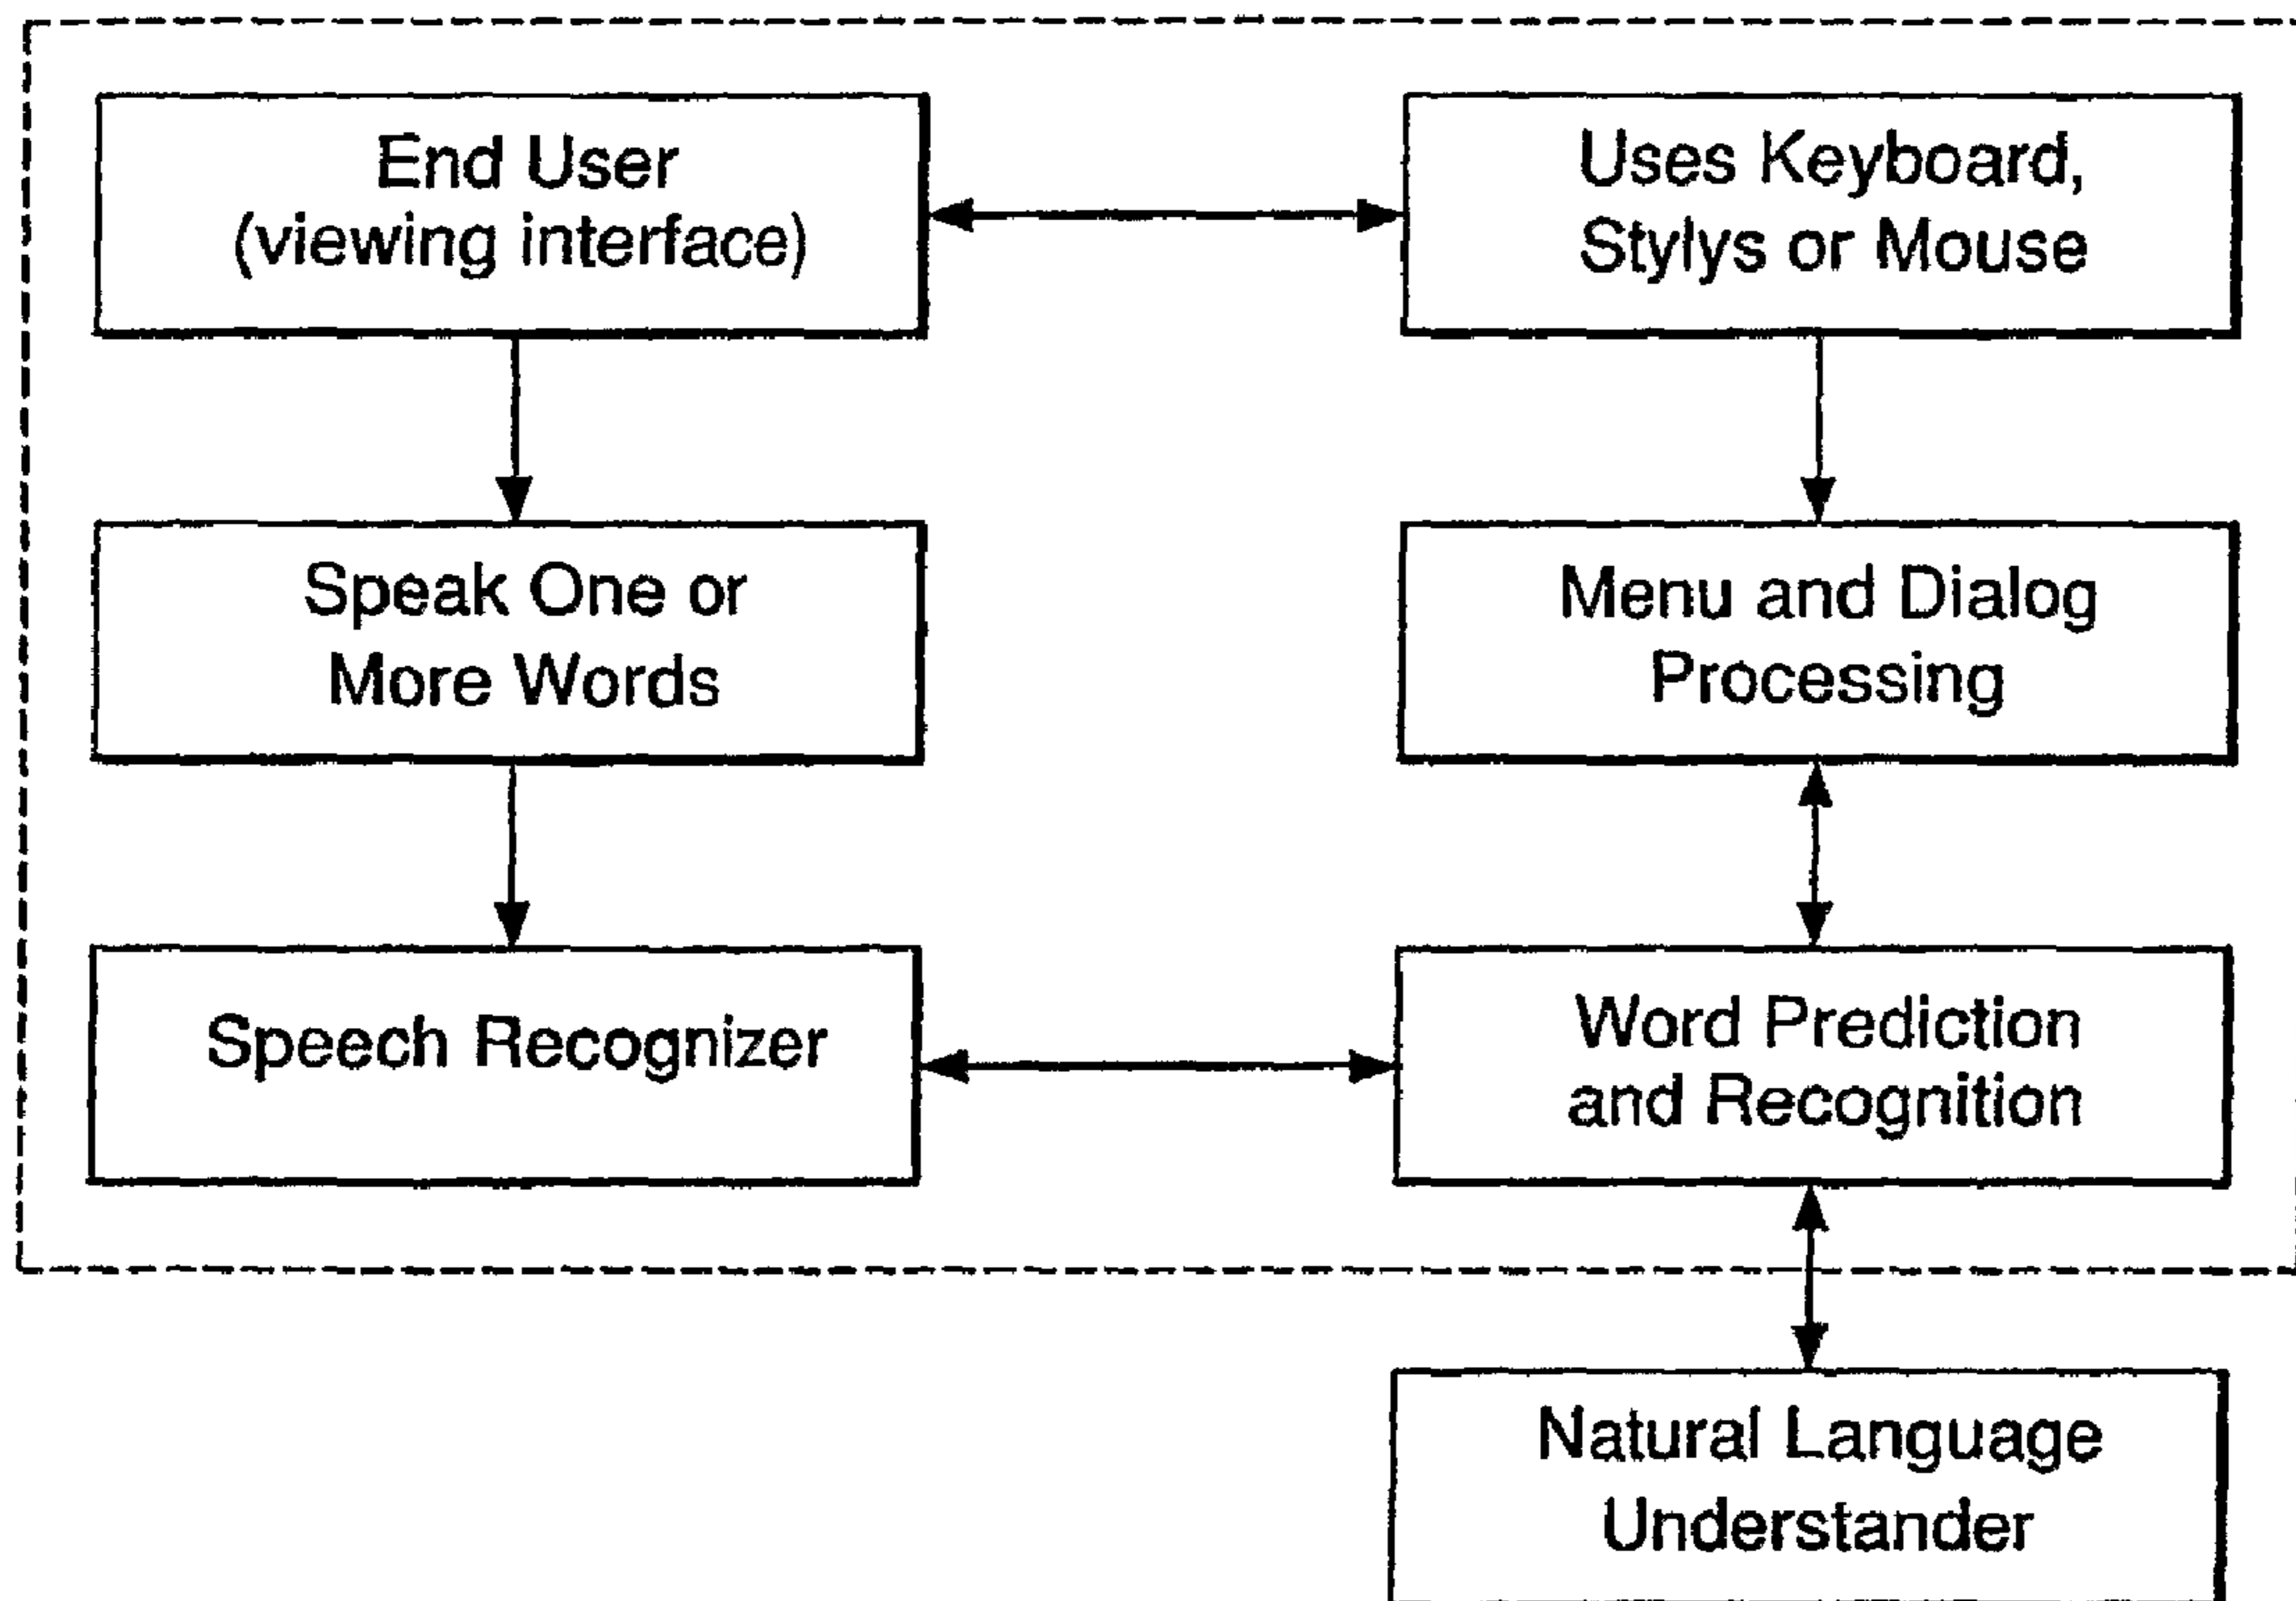 End User
(viewing interface)
Uses Keyboard,
Stylys or Mouse
Speak One or
More Words
Menu and Dialog
Processing
Speech Recognizer
Word Prediction
and Recognition
Natural Language
Understander